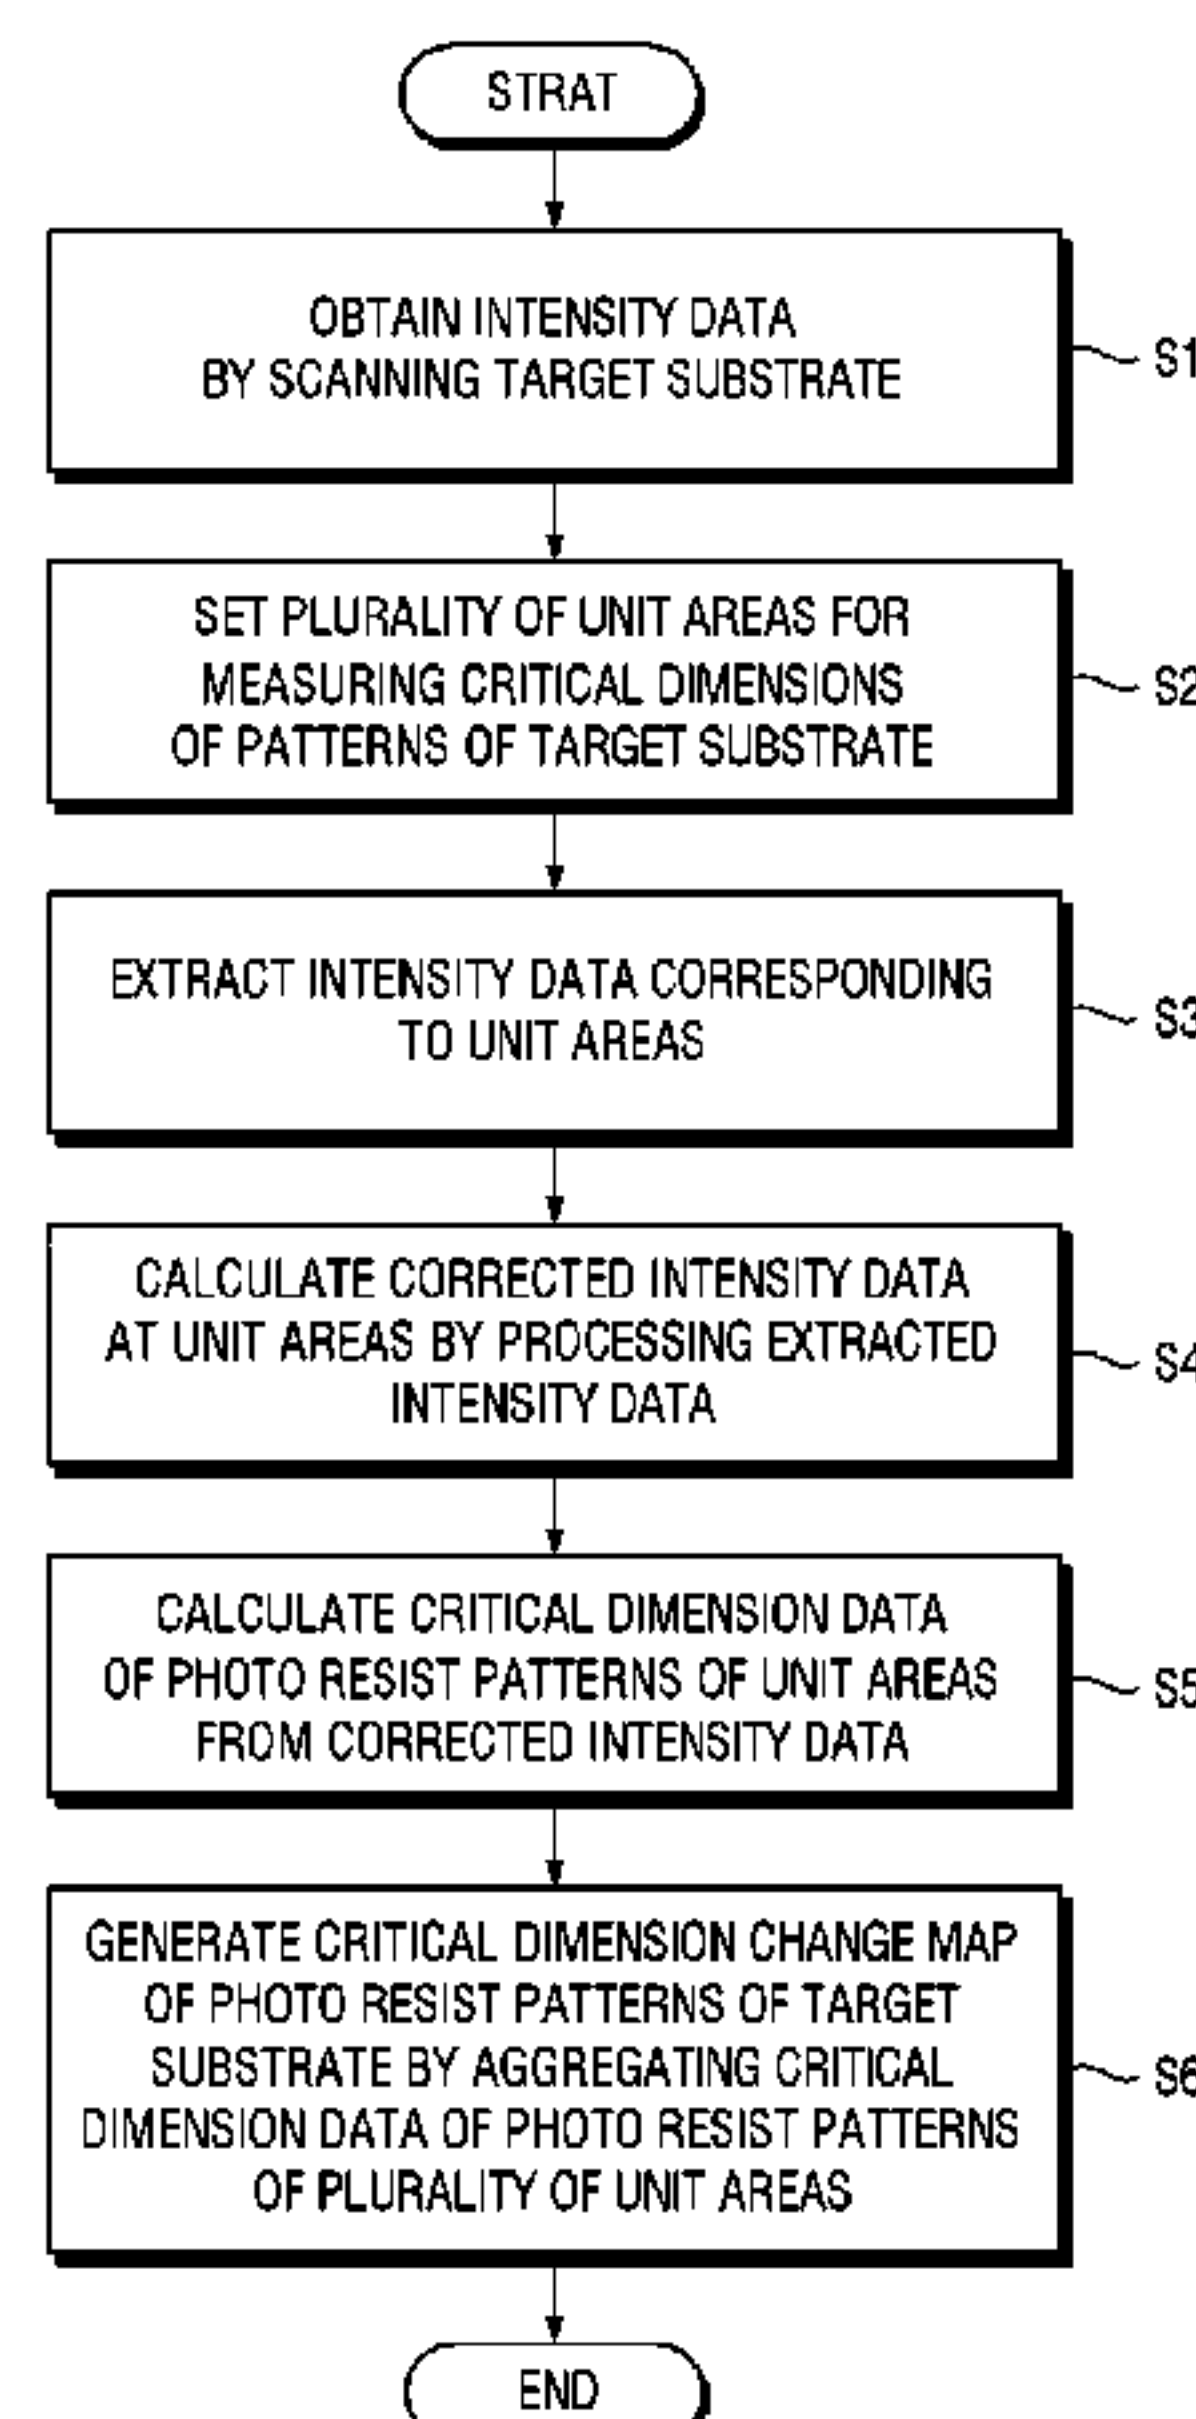 STRAT
OBTAIN INTENSITY DATA
BY SCANNING TARGET SUBSTRATE
S1
SET PLURALITY OF UNIT AREAS FOR
MEASURING CRITICAL DIMENSIONS
OF PATTERNS OF TARGET SUBSTRATE
S2
EXTRACT INTENSITY DATA CORRESPONDING
TO UNIT AREAS
S3
CALCULATE CORRECTED INTENSITY DATA
AT UNIT AREAS BY PROCESSING EXTRACTED
INTENSITY DATA
S4
CALCULATE CRITICAL DIMENSION DATA
OF PHOTO RESIST PATTERNS OF UNIT AREAS
FROM CORRECTED INTENSITY DATA
S5
GENERATE CRITICAL DIMENSION CHANGE MAP
OF PHOTO RESIST PATTERNS OF TARGET
SUBSTRATE BY AGGREGATING CRITICAL
DIMENSION DATA OF PHOTO RESIST PATTERNS
OF PLURALITY OF UNIT AREAS
S6
END